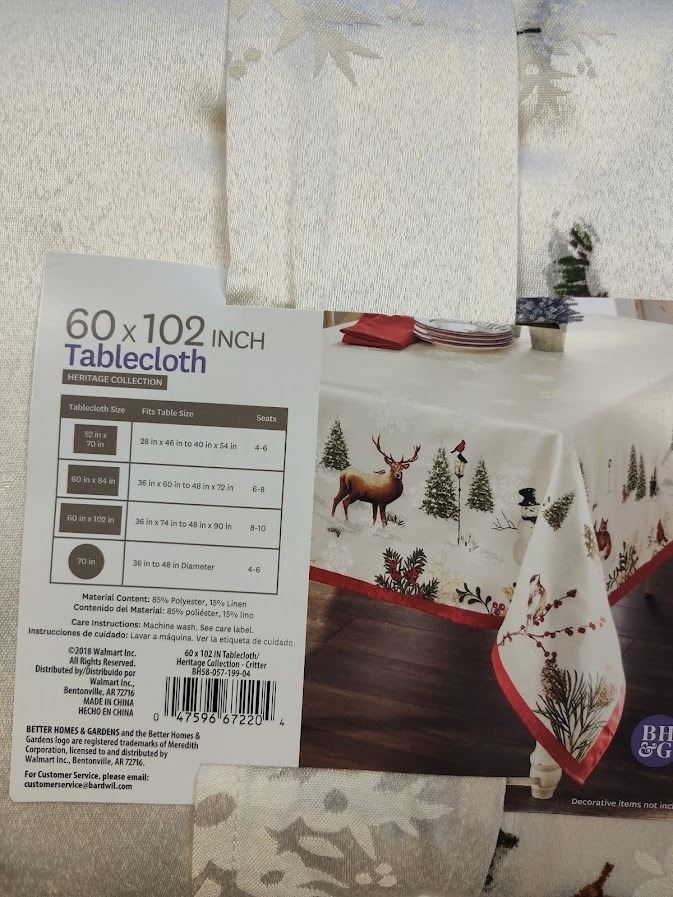 60 x 102 INCH
Tablecloth
HERITAGE COLLECTION
Tablecloth Size Fits Table Size Seats
52 in x
70 in 28 in x 46 in to 40 in x 54 in 4-6
60 in x 84 in 36 in x 60 in to 48 in x 72 in 6-8
60 in x 102 in 36 in x 74 in to 48 in x 90 in 8-10
70 in 36 in to 48 in Diameter 4-6
Material Content: 85% Polyester, 15% Linen
Contenido del Material: 85% poliéster, 15% lino
Care Instructions: Machine wash. See care label.
Instrucciones de cuidado: Lavar a máquina. Ver la etiqueta de cuidado.
©2018 Walmart Inc.
All Rights Reserved.
Distributed by/Distribuido por
Walmart Inc.,
Bentonville, AR 72716
MADE IN CHINA
HECHO EN CHINA
60 x 102 IN Tablecloth/
Heritage Collection - Critter
BH58-057-199-04
0 47596 67220 4
BETTER HOMES & GARDENS and the Better Homes &
Gardens logo are registered trademarks of Meredith
Corporation, licensed to and distributed by
Walmart Inc., Bentonville, AR 72716.
For Customer Service, please email:
customerservice@bardwil.com
BH
&G
Decorative items not incl